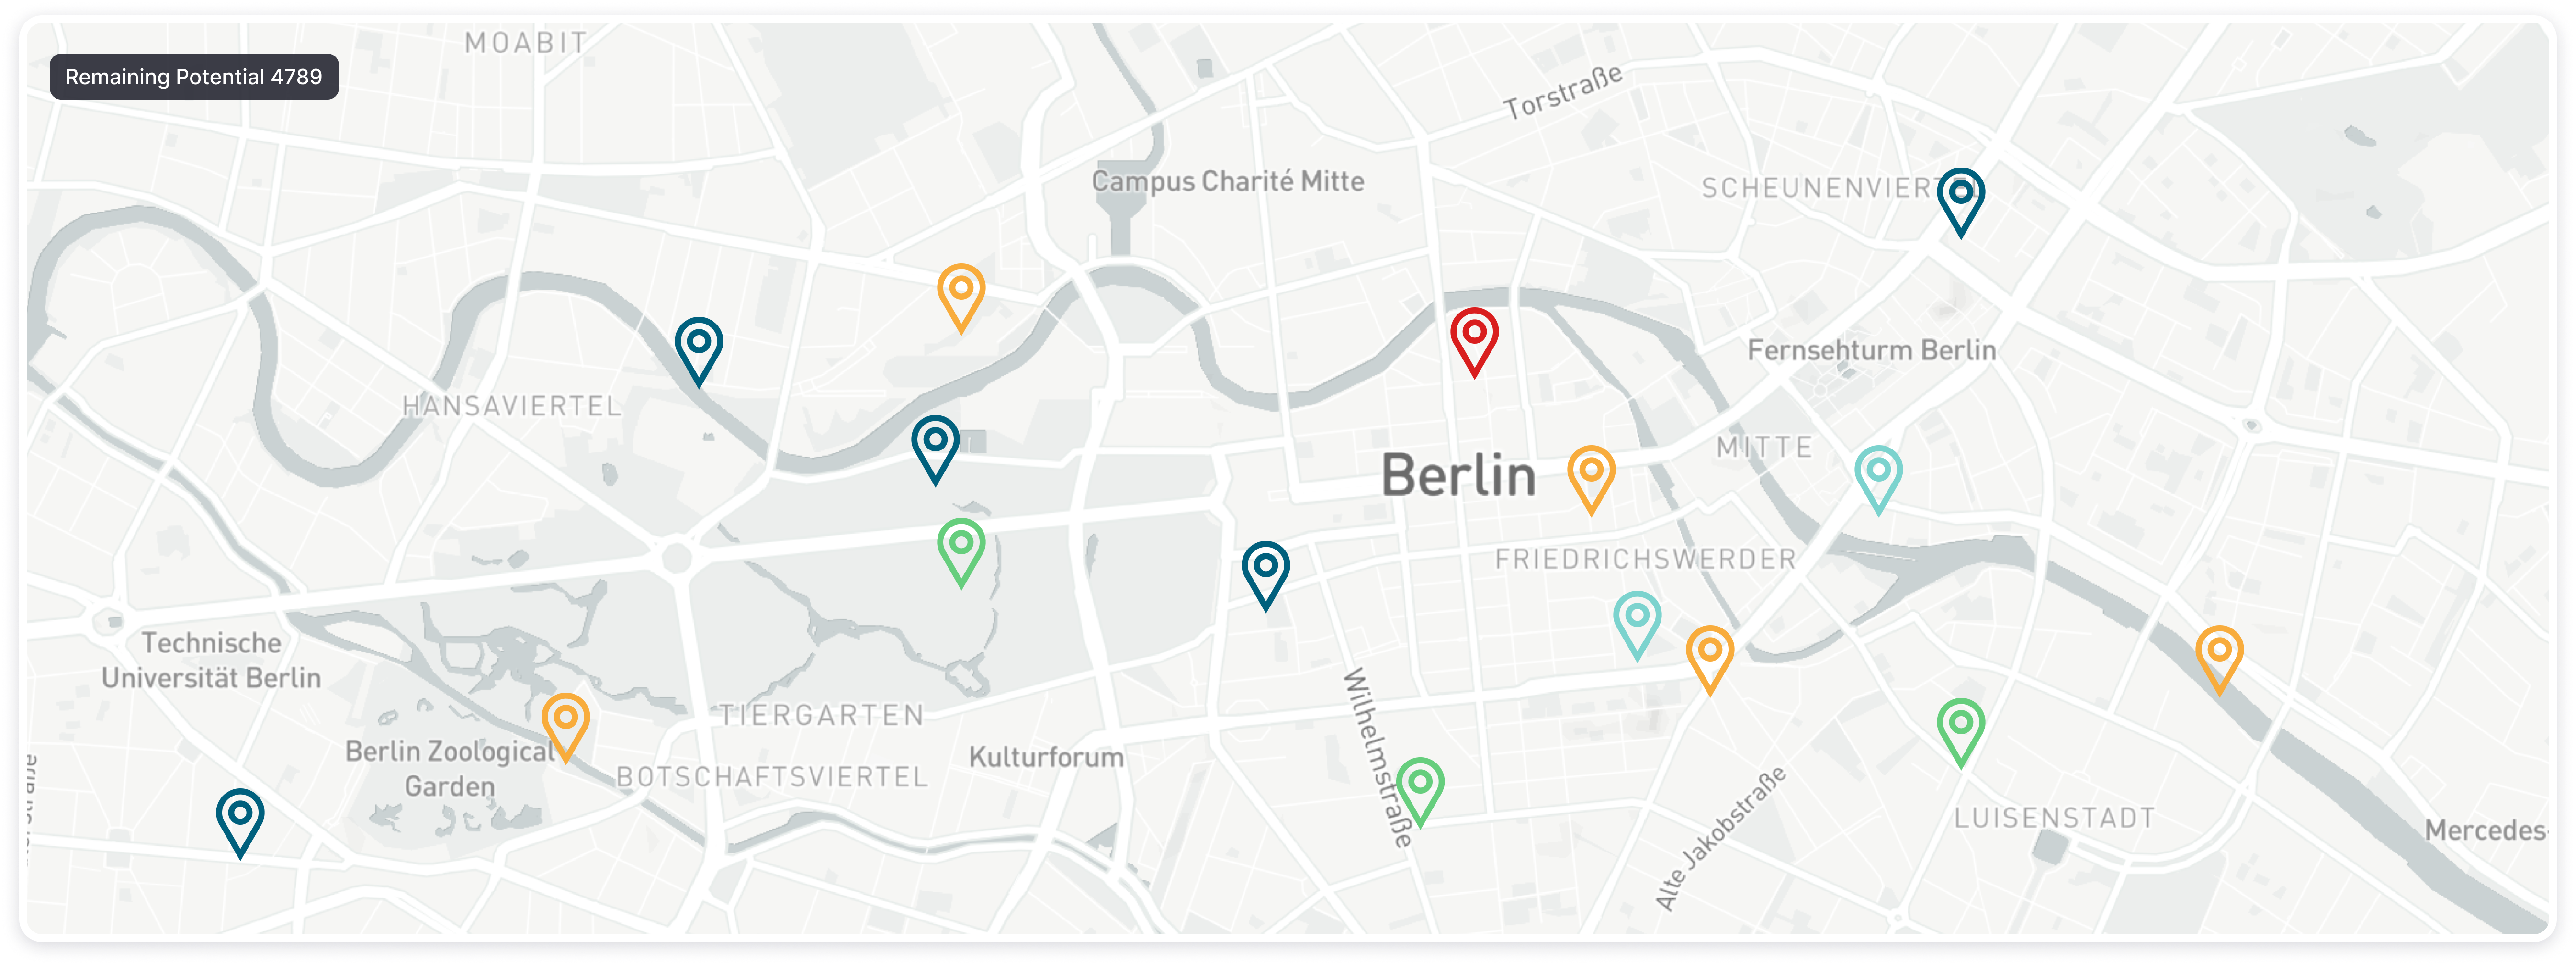 MOABIT
Remaining Potential 4789
Torstraße
Campus Charité Mitte
SCHEUNENVIERTEL
Fernsehturm Berlin
HANSAVIERTEL
MITTE
Berlin
FRIEDRICHSWERDER
Technische
Universität Berlin
TIERGARTEN
Wilhelmstraße
Berlin Zoological
Garden
Kulturforum
BOTSCHAFTSVIERTEL
Alte Jakobstraße
LUISENSTADT
Mercedes-